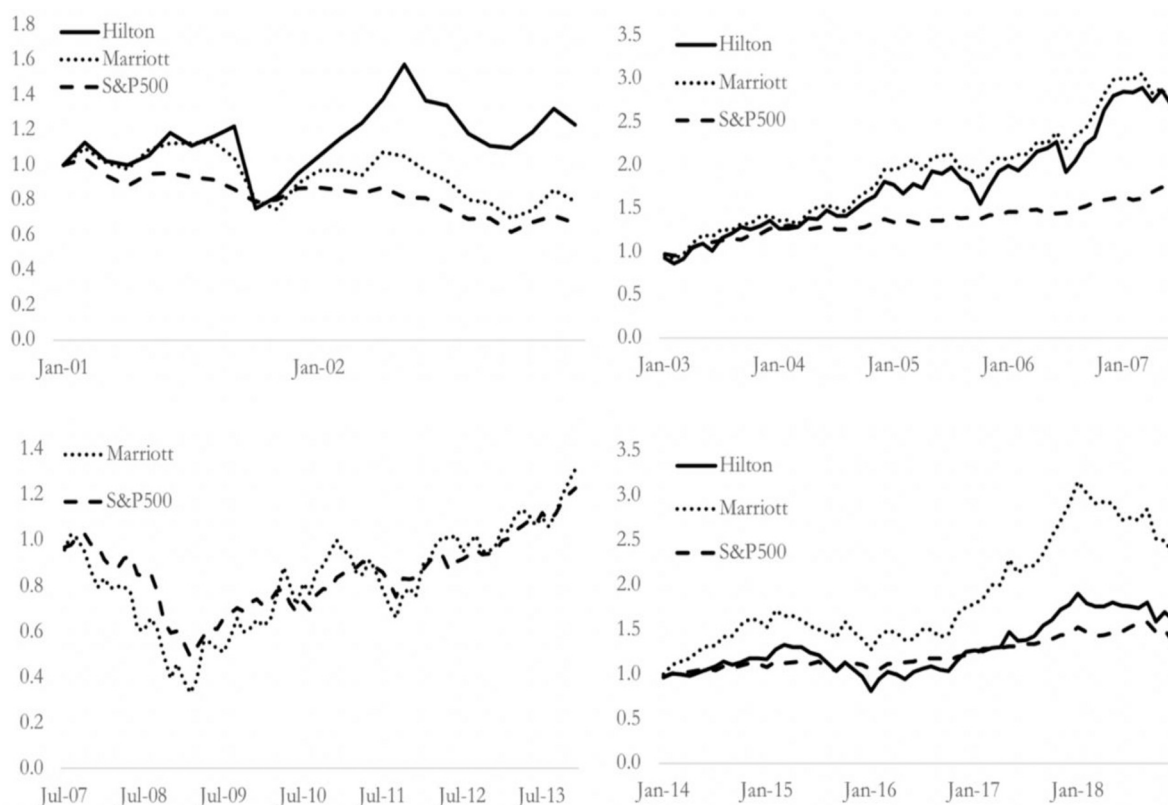 1.8
Hilton
1.6
Marriott
1.4
S&P500
1.2
1.0
0.8
0.6
0.4
0.2
0.0
Jan-01 Jan-02
3.5
Hilton
3.0
Marriott
2.5
S&P500
2.0
1.5
1.0
0.5
0.0
Jan-03 Jan-04 Jan-05 Jan-06 Jan-07
1.4
Marriott
1.2
S&P500
1.0
0.8
0.6
0.4
0.2
0.0
Jul-07 Jul-08 Jul-09 Jul-10 Jul-11 Jul-12 Jul-13
3.5
Hilton
3.0
Marriott
2.5
S&P500
2.0
1.5
1.0
0.5
0.0
Jan-14 Jan-15 Jan-16 Jan-17 Jan-18